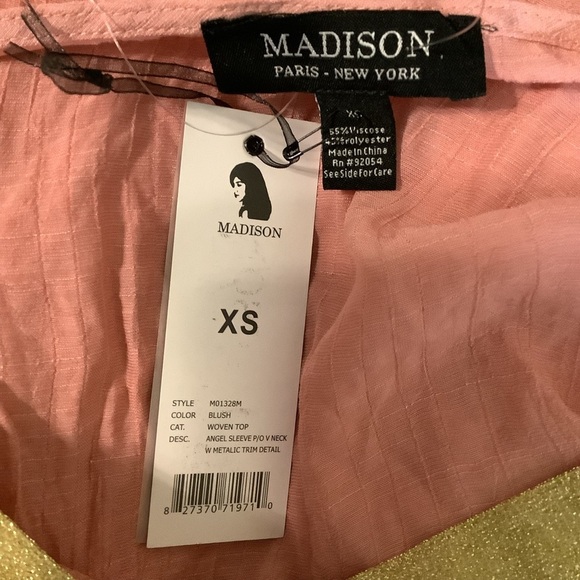 MADISON
PARIS - NEW YORK
XS
55% Viscose
45% Polyester
Made In China
Rn #92054
See Side For Care
MADISON
XS
STYLE M01328M
COLOR BLUSH
CAT. WOVEN TOP
DESC. ANGEL SLEEVE P/O V NECK
W METALIC TRIM DETAIL
8 27370 71971 0